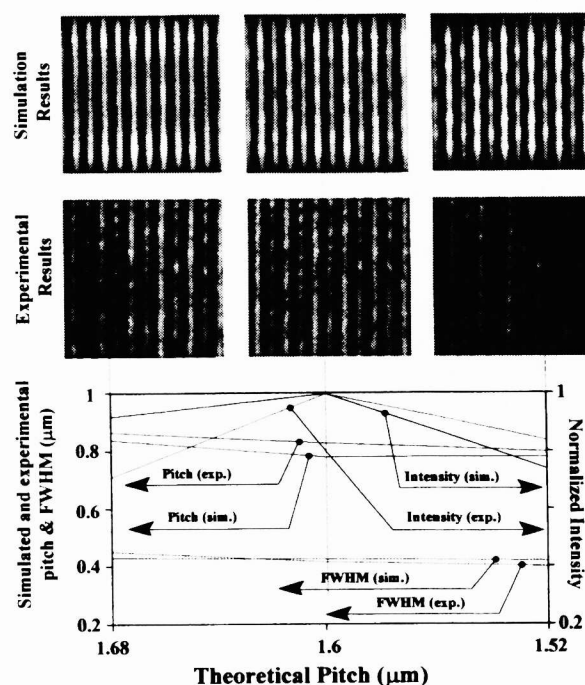 Simulation
Results
Experimental
Results
Simulated and experimental
pitch & FWHM (μm)
1
0.8
0.6
0.4
0.2
Pitch (exp.)
Pitch (sim.)
Intensity (sim.)
Intensity (exp.)
FWHM (sim.)
FWHM (exp.)
1
0.2
Normalized Intensity
1.68
1.6
1.52
Theoretical Pitch (μm)